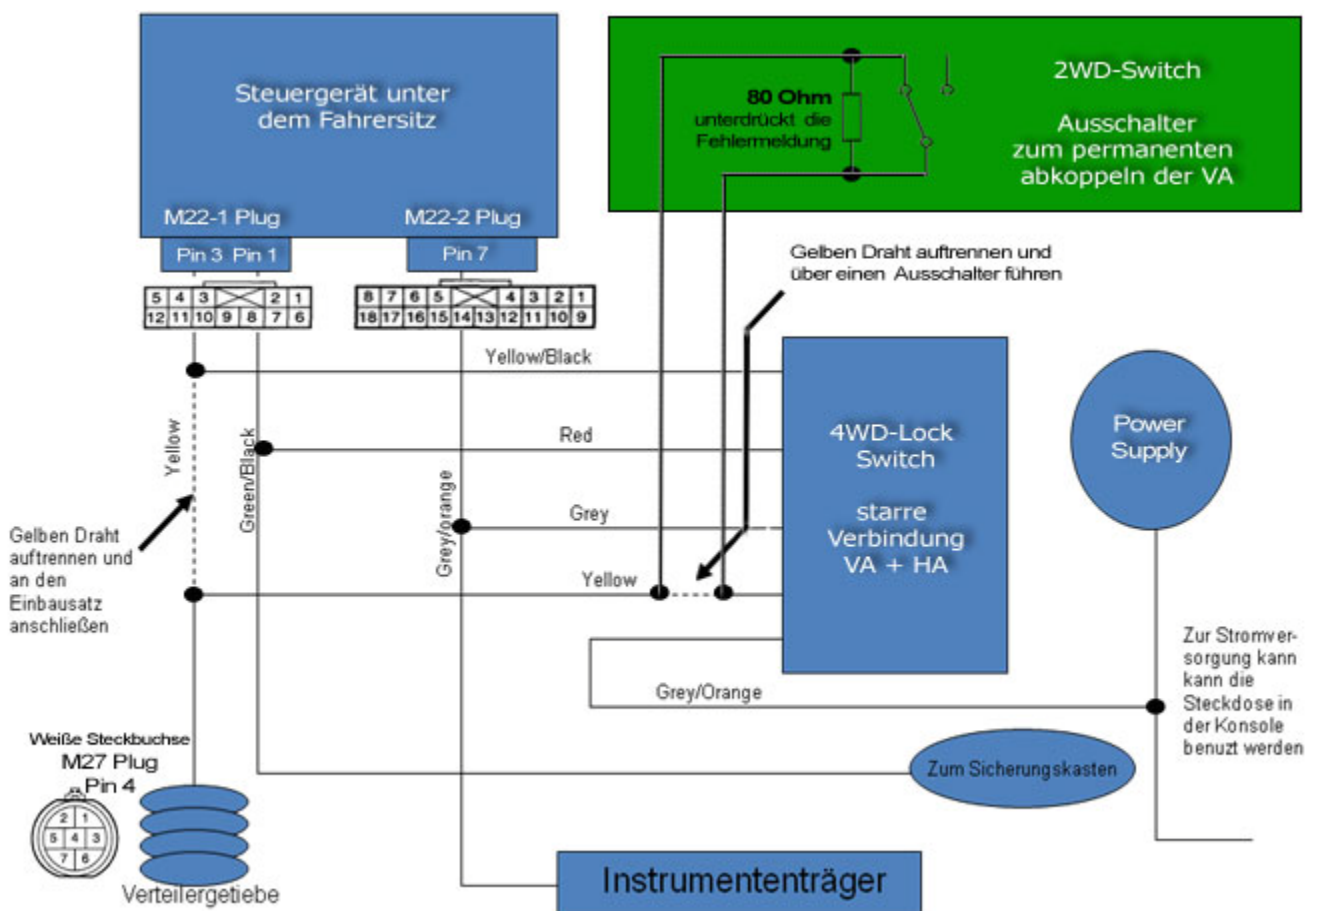 Steuergerät unter
dem Fahrersitz
M22-1 Plug
M22-2 Plug
Pin 3 Pin 1
Pin 7
5 4 3 2 1
12 11 10 9 8 7 6
8 7 6 5 4 3 2 1
18 17 16 15 14 13 12 11 10 9
80 Ohm
unterdrückt die
Fehlermeldung
2WD-Switch
Ausschalter
zum permanenten
abkoppeln der VA
Gelben Draht auftrennen und
über einen Ausschalter führen
Yellow/Black
Red
Grey
Yellow
Grey/Orange
Yellow
Green/Black
Grey/orange
4WD-Lock
Switch
starre
Verbindung
VA + HA
Power
Supply
Gelben Draht
auftrennen und
an den
Einbausatz
anschließen
Zur Stromver-
sorgung kann
kann die
Steckdose in
der Konsole
benuzt werden
Weiße Steckbuchse
M27 Plug
Pin 4
2 1
5 4 3
7 6
Verteilergetiebe
Zum Sicherungskasten
Instrumententräger